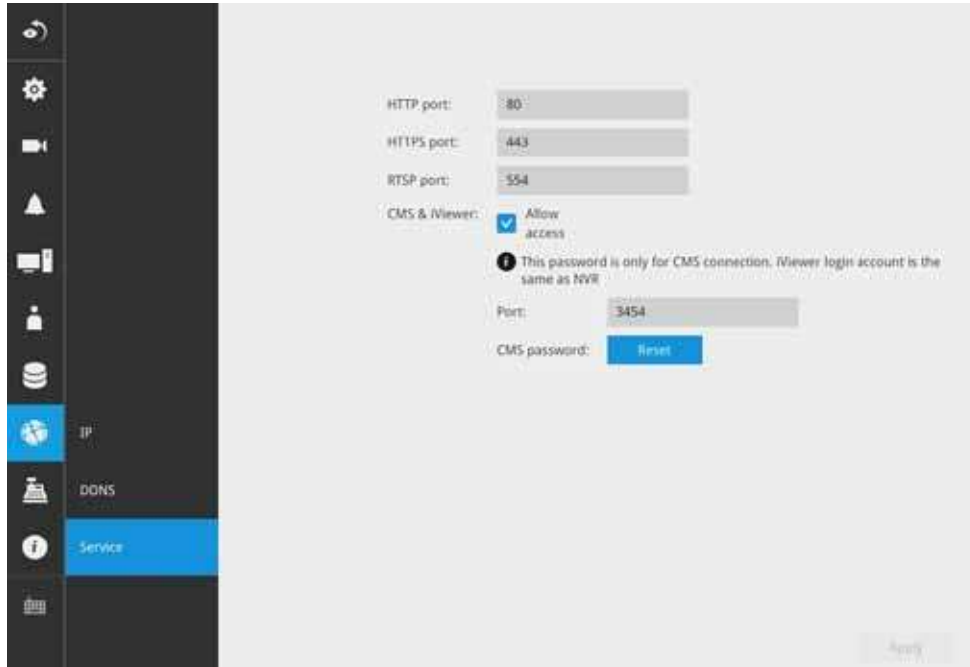 HTTP port: 80
HTTPS port: 443
RTSP port: 554
CMS & iViewer: Allow
access
This password is only for CMS connection. iViewer login account is the
same as NVR
Port: 3454
CMS password: Reset
IP
DDNS
Service
Apply